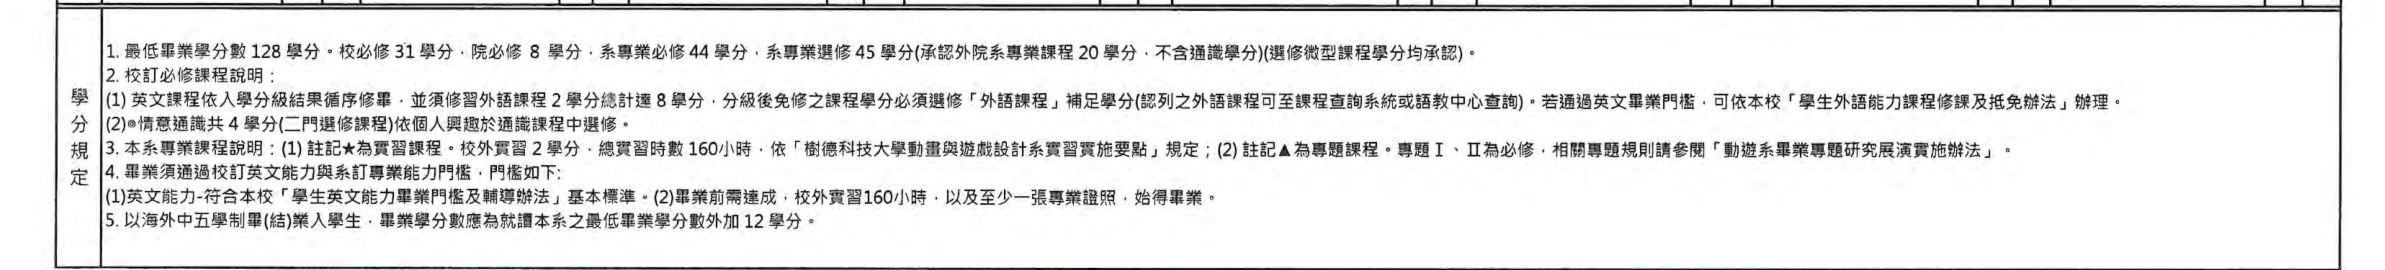 學分規定
1. 最低畢業學分數 128 學分。校必修 31 學分，院必修 8 學分，系專業必修 44 學分，系專業選修 45 學分(承認外院系專業課程 20 學分，不含通識學分)(選修微型課程學分均承認)。
2. 校訂必修課程說明：
(1) 英文課程依入學分級結果循序修畢，並須修習外語課程 2 學分總計達 8 學分，分級後免修之課程學分必須選修「外語課程」補足學分(認列之外語課程可至課程查詢系統或語教中心查詢)。若通過英文畢業門檻，可依本校「學生外語能力課程修課及抵免辦法」辦理。
(2)◎情意通識共 4 學分(二門選修課程)依個人興趣於通識課程中選修。
3. 本系專業課程說明：(1) 註記★為實習課程。校外實習 2 學分，總實習時數 160小時，依「樹德科技大學動畫與遊戲設計系實習實施要點」規定；(2) 註記▲為專題課程。專題Ⅰ、Ⅱ為必修，相關專題規則請參閱「動遊系畢業專題研究展演實施辦法」。
4. 畢業須通過校訂英文能力與系訂專業能力門檻，門檻如下:
(1)英文能力-符合本校「學生英文能力畢業門檻及輔導辦法」基本標準。(2)畢業前需達成，校外實習160小時，以及至少一張專業證照，始得畢業。
5. 以海外中五學制畢(結)業入學生，畢業學分數應為就讀本系之最低畢業學分數外加 12 學分。